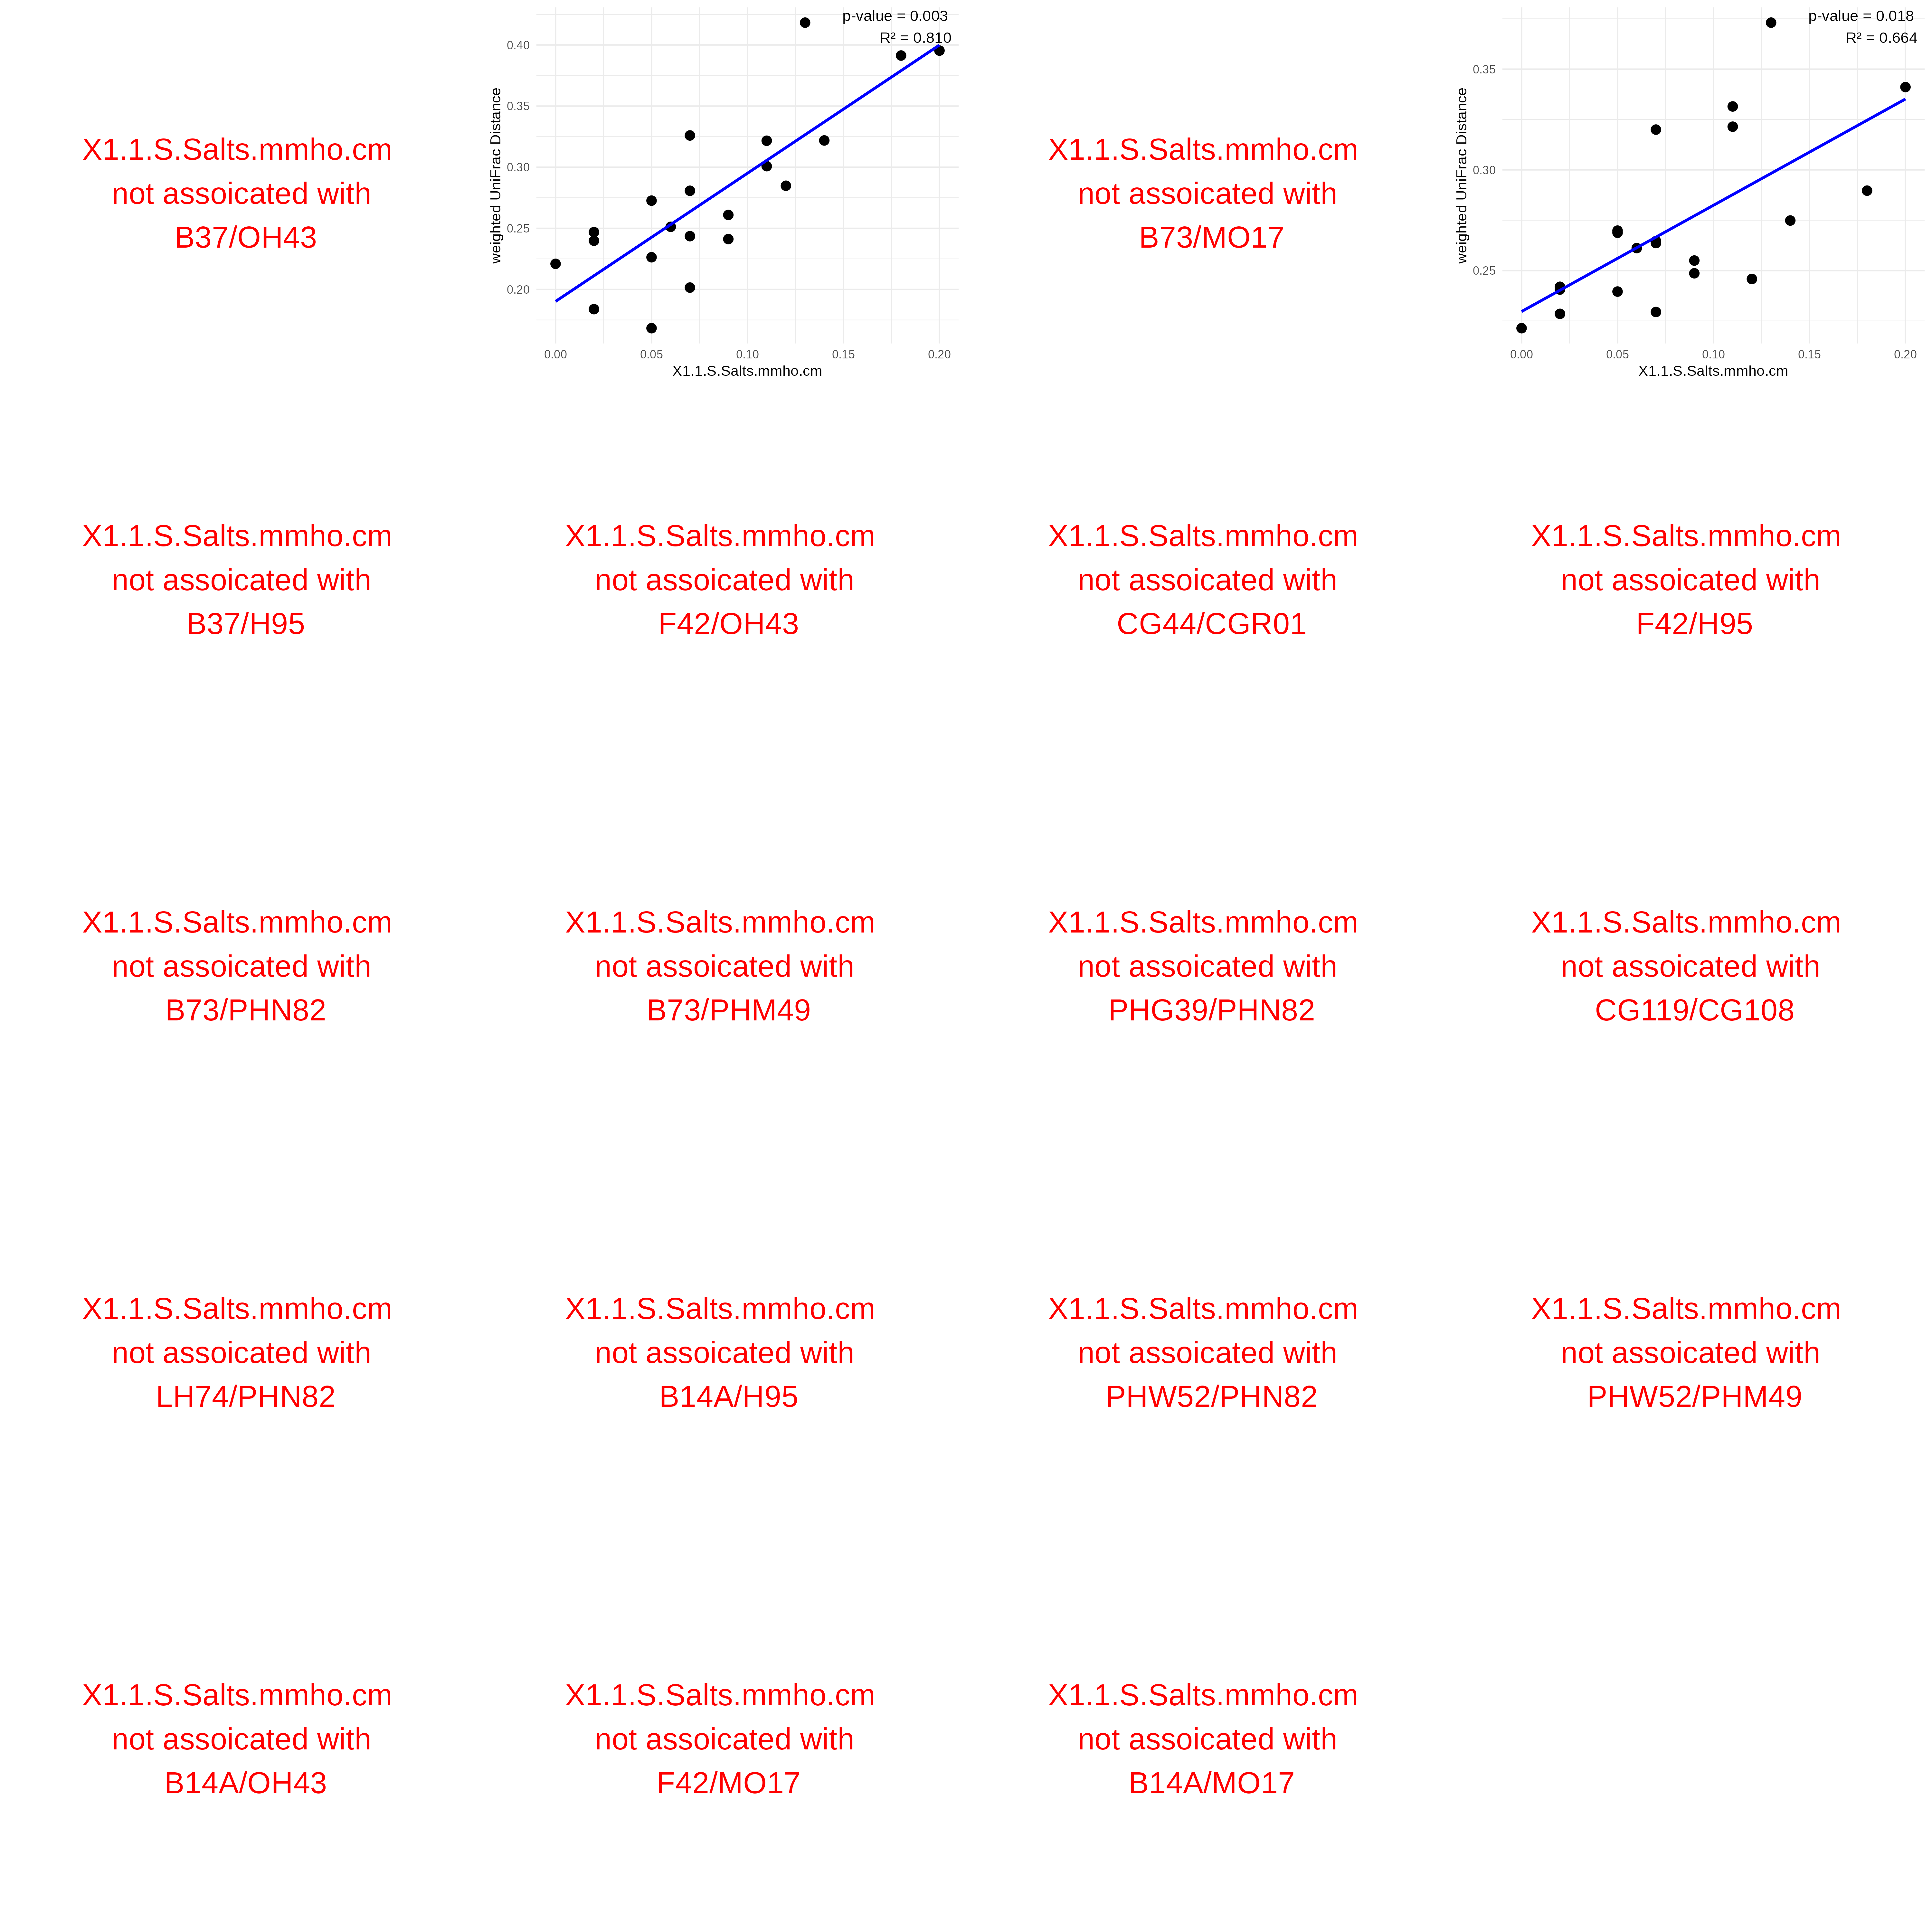 X1.1.S.Salts.mmho.cm
not assoicated with
B37/OH43
p-value = 0.003
R² = 0.810
weighted UniFrac Distance
0.40
0.35
0.30
0.25
0.20
0.00 0.05 0.10 0.15 0.20
X1.1.S.Salts.mmho.cm
X1.1.S.Salts.mmho.cm
not assoicated with
B73/MO17
p-value = 0.018
R² = 0.664
weighted UniFrac Distance
0.35
0.30
0.25
0.00 0.05 0.10 0.15 0.20
X1.1.S.Salts.mmho.cm
X1.1.S.Salts.mmho.cm
not assoicated with
B37/H95
X1.1.S.Salts.mmho.cm
not assoicated with
F42/OH43
X1.1.S.Salts.mmho.cm
not assoicated with
CG44/CGR01
X1.1.S.Salts.mmho.cm
not assoicated with
F42/H95
X1.1.S.Salts.mmho.cm
not assoicated with
B73/PHN82
X1.1.S.Salts.mmho.cm
not assoicated with
B73/PHM49
X1.1.S.Salts.mmho.cm
not assoicated with
PHG39/PHN82
X1.1.S.Salts.mmho.cm
not assoicated with
CG119/CG108
X1.1.S.Salts.mmho.cm
not assoicated with
LH74/PHN82
X1.1.S.Salts.mmho.cm
not assoicated with
B14A/H95
X1.1.S.Salts.mmho.cm
not assoicated with
PHW52/PHN82
X1.1.S.Salts.mmho.cm
not assoicated with
PHW52/PHM49
X1.1.S.Salts.mmho.cm
not assoicated with
B14A/OH43
X1.1.S.Salts.mmho.cm
not assoicated with
F42/MO17
X1.1.S.Salts.mmho.cm
not assoicated with
B14A/MO17